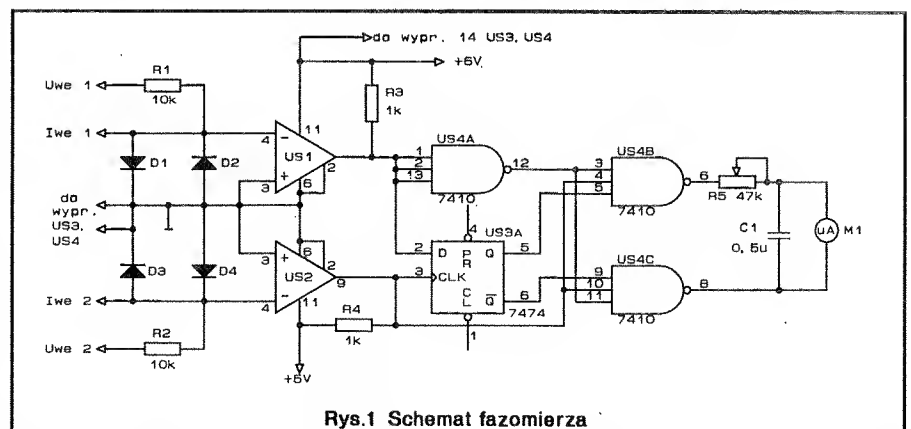 do wypr. 14 US3, US4
+5V
Uwe 1
R1
10k
R3
1k
Iwe 1
4
11
US1
D1
D2
3
6
2
US4A
1
2
13
12
7410
US4B
3
4
5
6
7410
R5 47k
do
wypr.
US3,
US4
4
US3A
D
PR
Q
2
5
CLK
3
CL
Q
6
7474
1
C1
0,5u
uA
M1
D3
D4
3
6
2
US2
9
4
11
US4C
9
10
11
8
7410
Iwe 2
R4
1k
R2
Uwe 2
10k
+5V
Rys.1 Schemat fazomierza